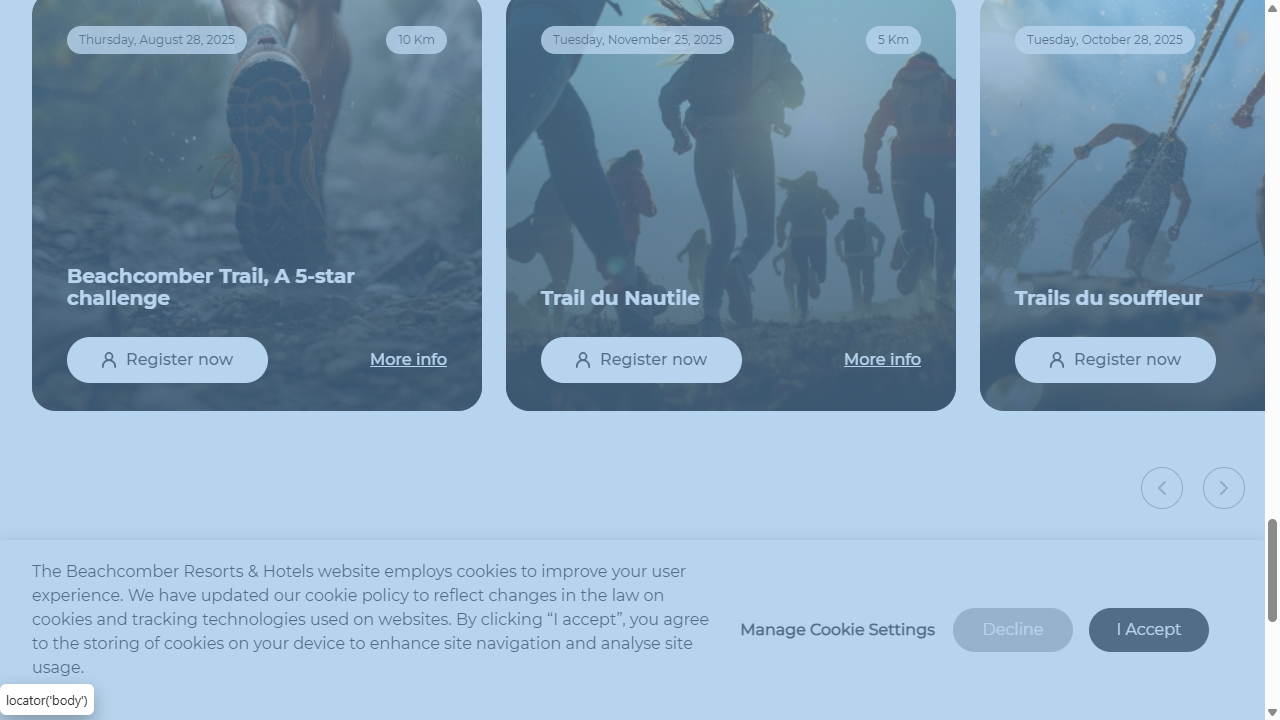 Thursday, August 28, 2025
10 Km
Beachcomber Trail, A 5-star
challenge
Register now
More info
Tuesday, November 25, 2025
5 Km
Trail du Nautile
Register now
More info
Tuesday, October 28, 2025
Trails du souffleur
Register now
The Beachcomber Resorts & Hotels website employs cookies to improve your user
experience. We have updated our cookie policy to reflect changes in the law on
cookies and tracking technologies used on websites. By clicking “I accept”, you agree
to the storing of cookies on your device to enhance site navigation and analyse site
usage.
Manage Cookie Settings
Decline
I Accept
locator('body')